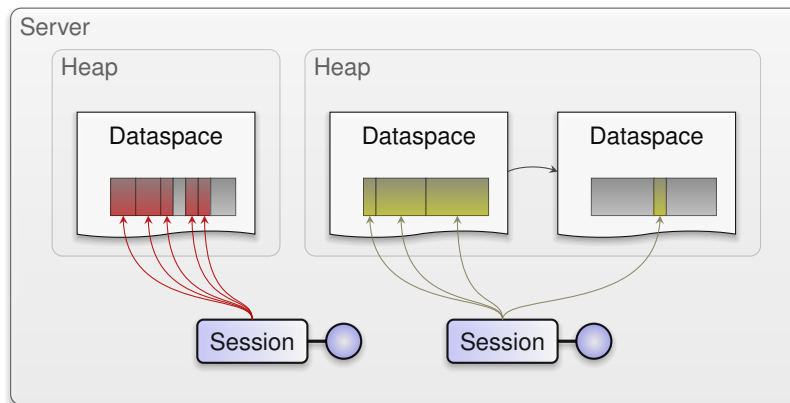 Server
Heap
Heap
Dataspace
Dataspace
Dataspace
Session
Session